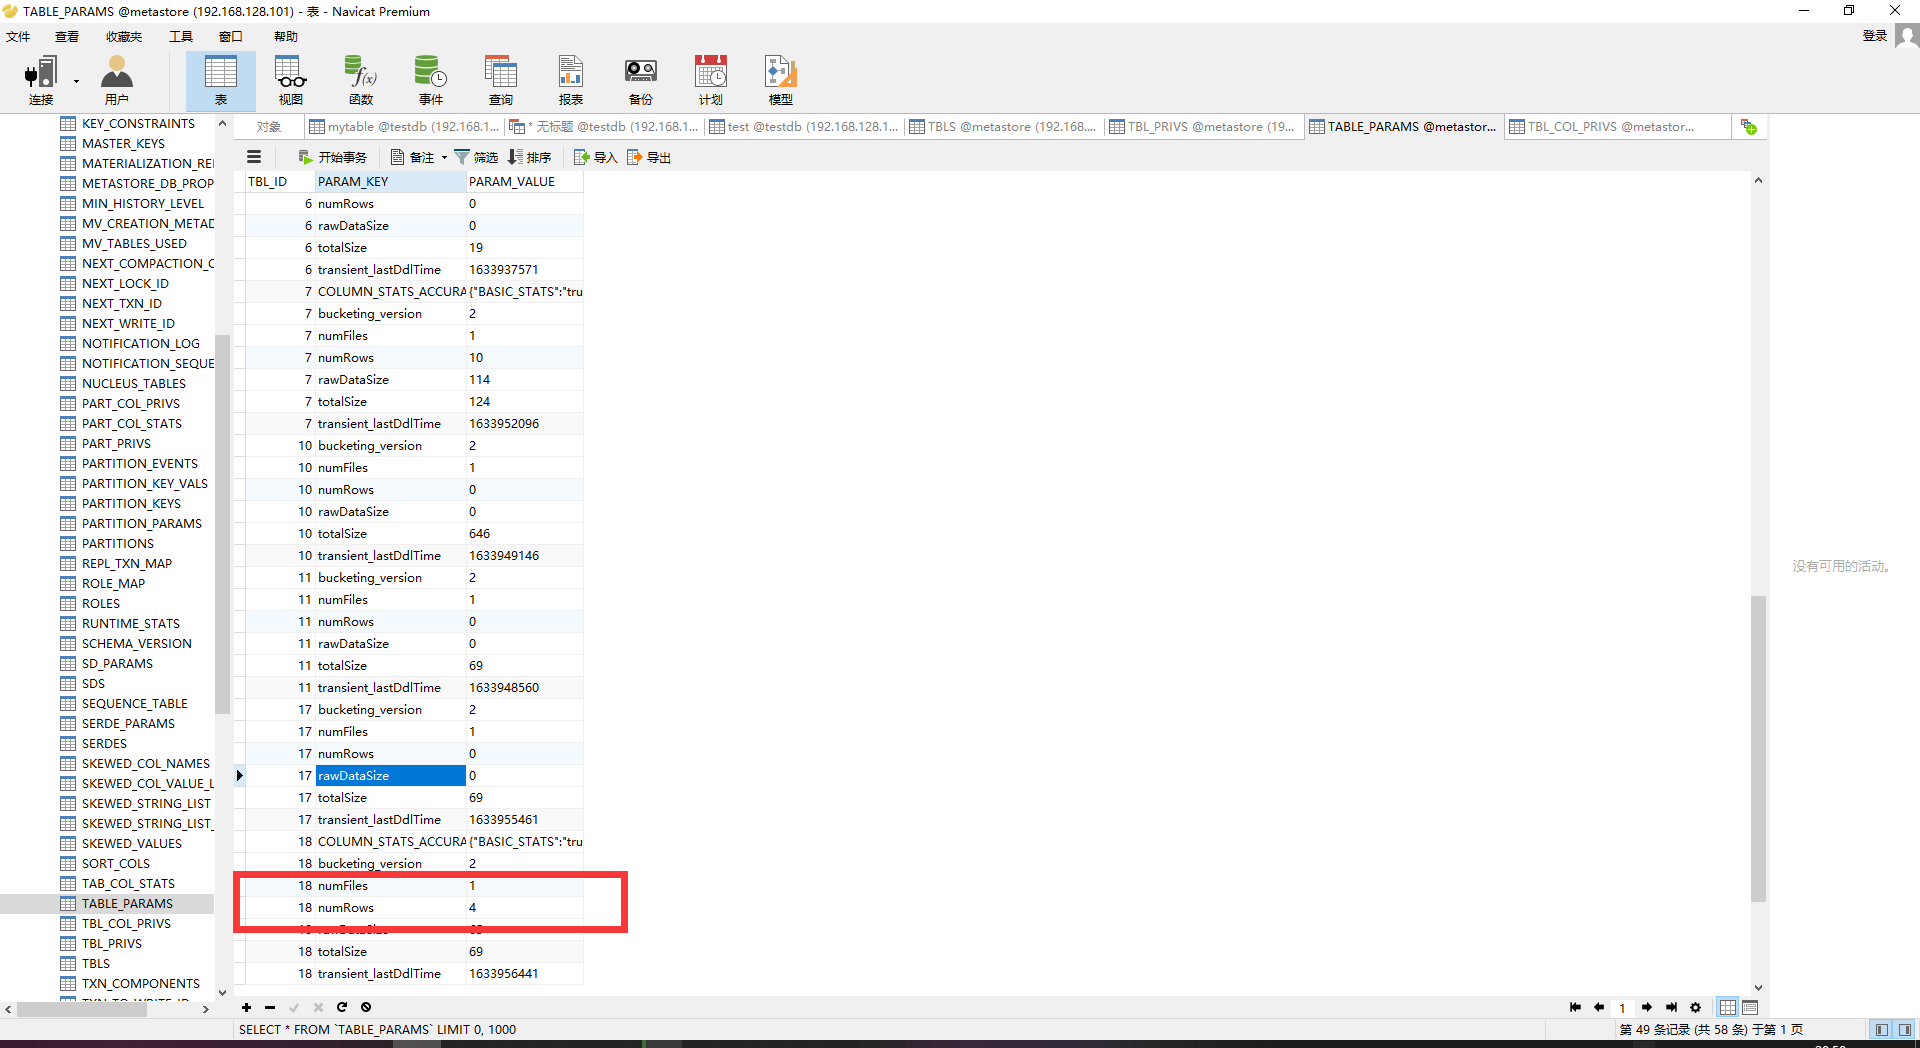 TABLE_PARAMS @metastore (192.168.128.101) - 表 - Navicat Premium
文件 查看 收藏夹 工具 窗口 帮助 登录
连接 用户 表 视图 函数 事件 查询 报表 备份 计划 模型
对象 mytable @testdb (192.168.1... * 无标题 @testdb (192.168.1... test @testdb (192.168.128.1... TBLS @metastore (192.168.... TBL_PRIVS @metastore (19... TABLE_PARAMS @metastor... TBL_COL_PRIVS @metastor...
开始事务 备注 筛选 排序 导入 导出
KEY_CONSTRAINTS
MASTER_KEYS
MATERIALIZATION_REI
METASTORE_DB_PROP
MIN_HISTORY_LEVEL
MV_CREATION_METAD
MV_TABLES_USED
NEXT_COMPACTION_C
NEXT_LOCK_ID
NEXT_TXN_ID
NEXT_WRITE_ID
NOTIFICATION_LOG
NOTIFICATION_SEQUE
NUCLEUS_TABLES
PART_COL_PRIVS
PART_COL_STATS
PART_PRIVS
PARTITION_EVENTS
PARTITION_KEY_VALS
PARTITION_KEYS
PARTITION_PARAMS
PARTITIONS
REPL_TXN_MAP
ROLE_MAP
ROLES
RUNTIME_STATS
SCHEMA_VERSION
SD_PARAMS
SDS
SEQUENCE_TABLE
SERDE_PARAMS
SERDES
SKEWED_COL_NAMES
SKEWED_COL_VALUE_L
SKEWED_STRING_LIST
SKEWED_STRING_LIST_
SKEWED_VALUES
SORT_COLS
TAB_COL_STATS
TABLE_PARAMS
TBL_COL_PRIVS
TBL_PRIVS
TBLS
TXN_COMPONENTS
TBL_ID PARAM_KEY PARAM_VALUE
6 numRows 0
6 rawDataSize 0
6 totalSize 19
6 transient_lastDdlTime 1633937571
7 COLUMN_STATS_ACCURA {"BASIC_STATS":"tru
7 bucketing_version 2
7 numFiles 1
7 numRows 10
7 rawDataSize 114
7 totalSize 124
7 transient_lastDdlTime 1633952096
10 bucketing_version 2
10 numFiles 1
10 numRows 0
10 rawDataSize 0
10 totalSize 646
10 transient_lastDdlTime 1633949146
11 bucketing_version 2
11 numFiles 1
11 numRows 0
11 rawDataSize 0
11 totalSize 69
11 transient_lastDdlTime 1633948560
17 bucketing_version 2
17 numFiles 1
17 numRows 0
17 rawDataSize 0
17 totalSize 69
17 transient_lastDdlTime 1633955461
18 COLUMN_STATS_ACCURA {"BASIC_STATS":"tru
18 bucketing_version 2
18 numFiles 1
18 numRows 4
18 totalSize 69
18 transient_lastDdlTime 1633956441
没有可用的活动。
1
SELECT * FROM `TABLE_PARAMS` LIMIT 0, 1000
第 49 条记录 (共 58 条) 于第 1 页